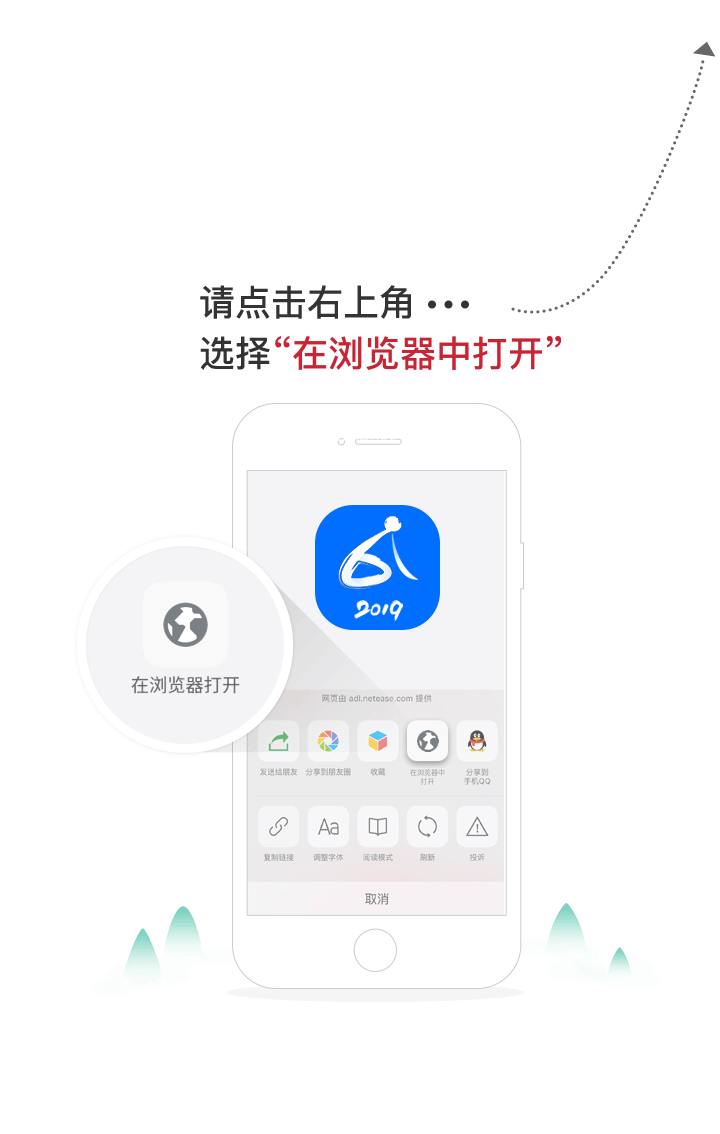 请点击右上角 •••
选择“在浏览器中打开”
2019
在浏览器打开
网页由 adl.netease.com 提供
发送给朋友 分享到朋友圈 收藏 在浏览器中 分享到
打开 手机QQ
Aa
复制链接 调整字体 阅读模式 刷新 投诉
取消